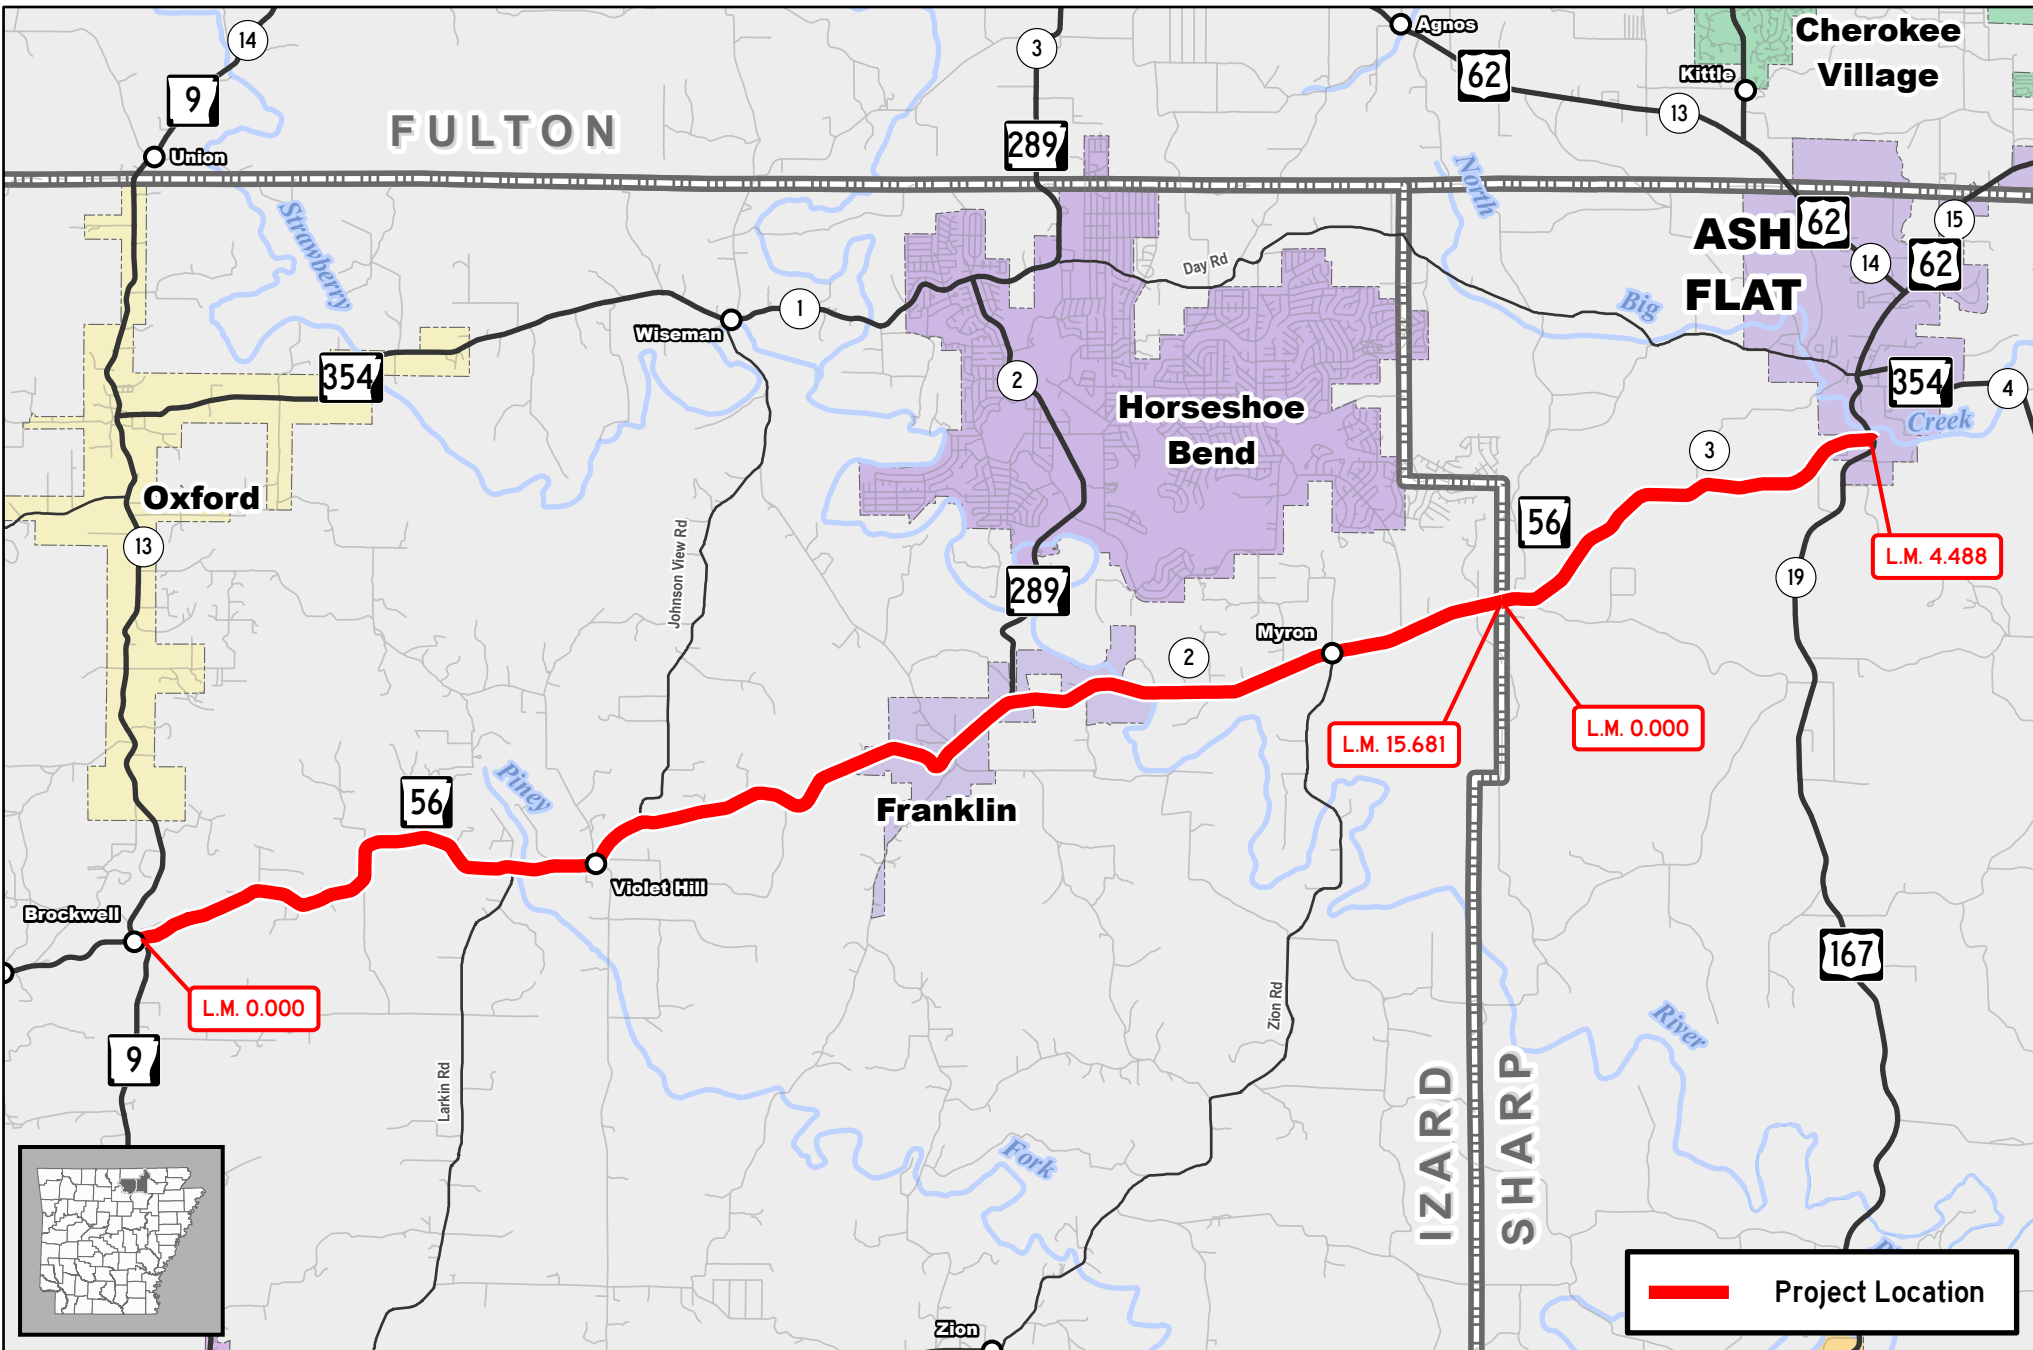 14
3
Agnos
Cherokee
Village
62
Kittle
9
13
FULTON
289
Union
North
Strawberry
ASH
FLAT
62
15
14
62
Day Rd
Big
Wiseman
1
354
2
354
4
Horseshoe
Bend
Creek
3
Oxford
56
13
Johnson View Rd
L.M. 4.488
19
289
Myron
2
L.M. 15.681
L.M. 0.000
Piney
56
Franklin
Violet Hill
Brockwell
167
L.M. 0.000
Zion Rd
River
9
Larkin Rd
IZARD
SHARP
Fork
Project Location
Zion